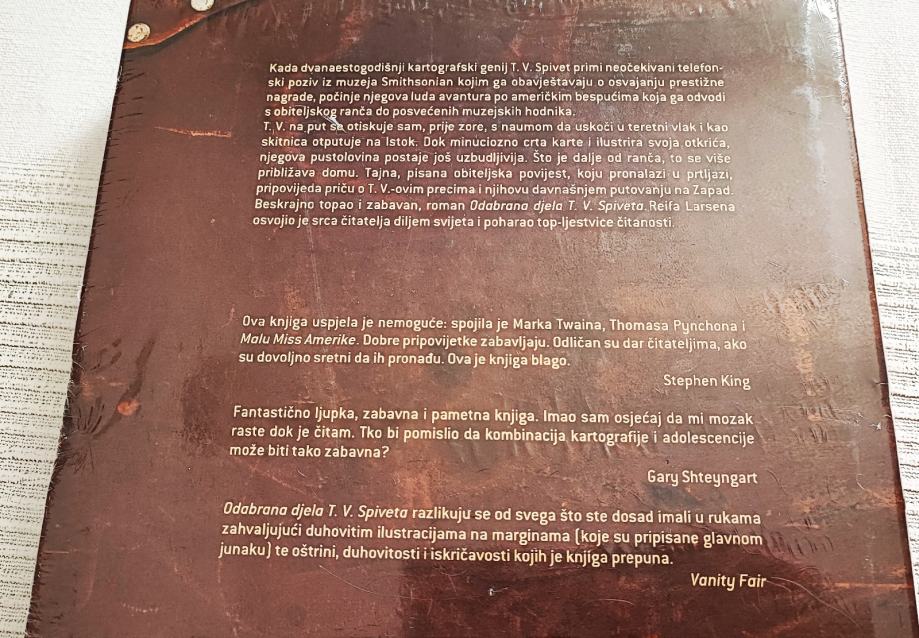 Kada dvanaestogodišnji kartografski genij T. V. Spivet primi neočekivani telefon-
ski poziv iz muzeja Smithsonian kojim ga obavještavaju o osvajanju prestižne
nagrade, počinje njegova luda avantura po američkim bespućima koja ga odvodi
s obiteljskog ranča do posvećenih muzejskih hodnika.
T. V. na put se otiskuje sam, prije zore, s naumom da uskoči u teretni vlak i kao
skitnica otputuje na Istok. Dok minuciozno crta karte i ilustrira svoja otkrića,
njegova pustolovina postaje još uzbudljivija. Što je dalje od ranča, to se više
približava domu. Tajna, pisana obiteljska povijest, koju pronalazi u prtljazi,
pripovijeda priču o T. V.-ovim precima i njihovu davnašnjem putovanju na Zapad.
Beskrajno topao i zabavan, roman Odabrana djela T. V. Spiveta Reifa Larsena
osvojio je srca čitatelja diljem svijeta i poharao top-ljestvice čitanosti.
Ova knjiga uspjela je nemoguće: spojila je Marka Twaina, Thomasa Pynchona i
Malu Miss Amerike. Dobre pripovijetke zabavljaju. Odličan su dar čitateljima, ako
su dovoljno sretni da ih pronađu. Ova je knjiga blago.
Stephen King
Fantastično ljupka, zabavna i pametna knjiga. Imao sam osjećaj da mi mozak
raste dok je čitam. Tko bi pomislio da kombinacija kartografije i adolescencije
može biti tako zabavna?
Gary Shteyngart
Odabrana djela T. V. Spiveta razlikuju se od svega što ste dosad imali u rukama
zahvaljujući duhovitim ilustracijama na marginama (koje su pripisane glavnom
junaku) te oštrini, duhovitosti i iskričavosti kojih je knjiga prepuna.
Vanity Fair